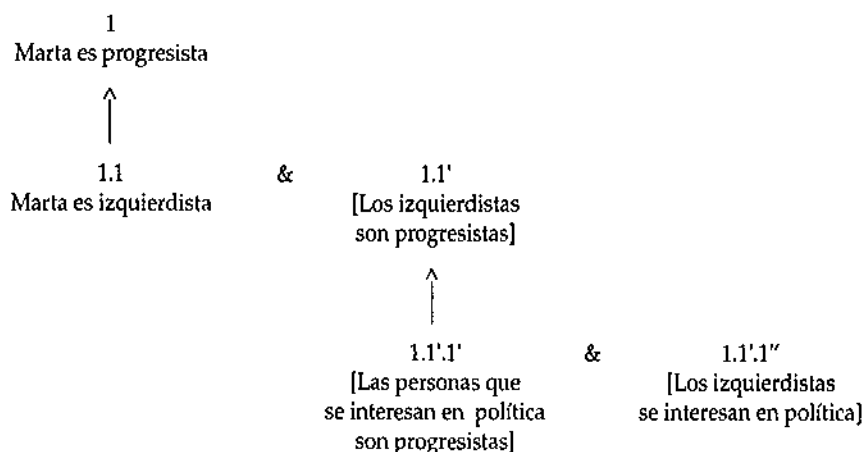 1
Marta es progresista
1.1 & 1.1'
Marta es izquierdista [Los izquierdistas
son progresistas]
1.1'.1' & 1.1'.1''
[Las personas que [Los izquierdistas
se interesan en política se interesan en política]
son progresistas]